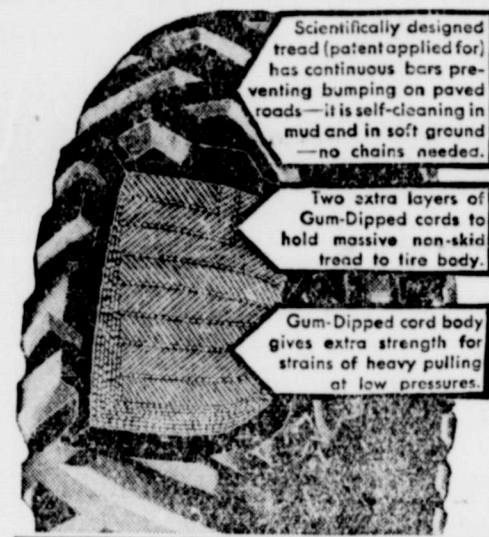 Scientifically designed
tread (patent applied for)
has continuous bars pre-
venting bumping on paved
roads—it is self-cleaning in
mud and in soft ground
—no chains needed.
Two extra layers of
Gum-Dipped cords to
hold massive non-skid
tread to tire body.
Gum-Dipped cord body
gives extra strength for
strains of heavy pulling
at low pressures.